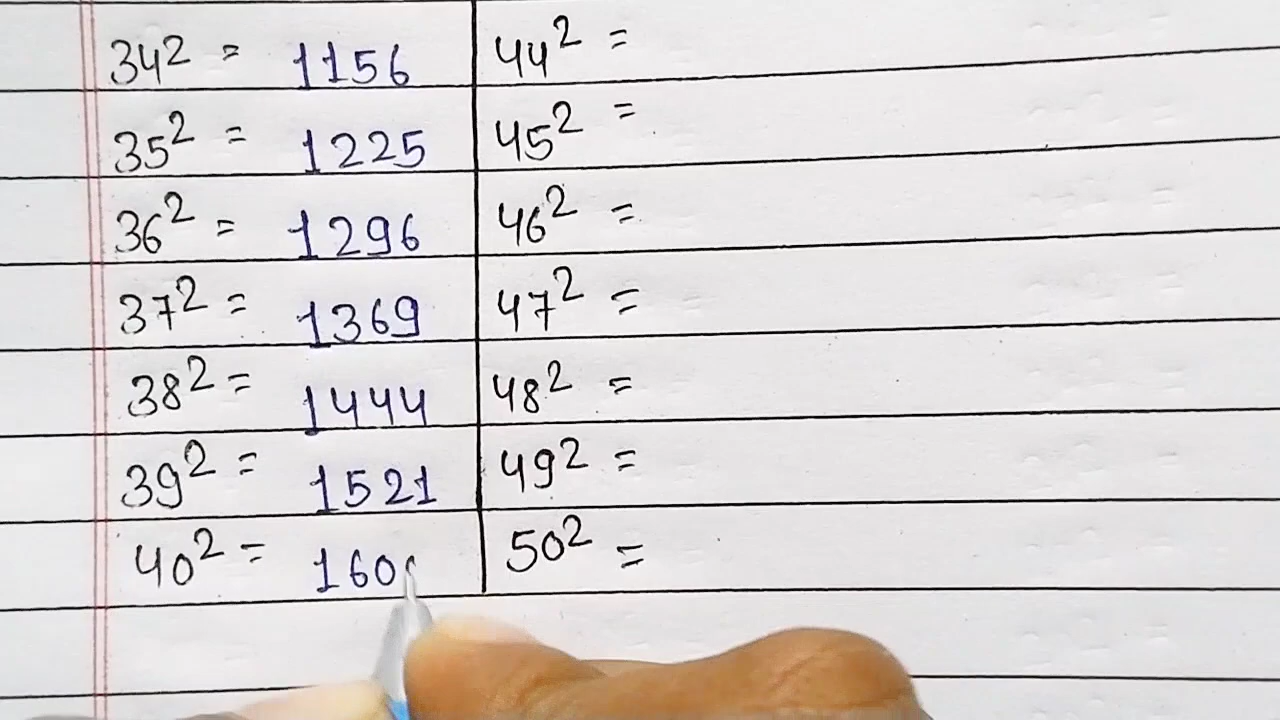 34² = 1156
35² = 1225
36² = 1296
37² = 1369
38² = 1444
39² = 1521
40² = 160
44² =
45² =
46² =
47² =
48² =
49² =
50² =